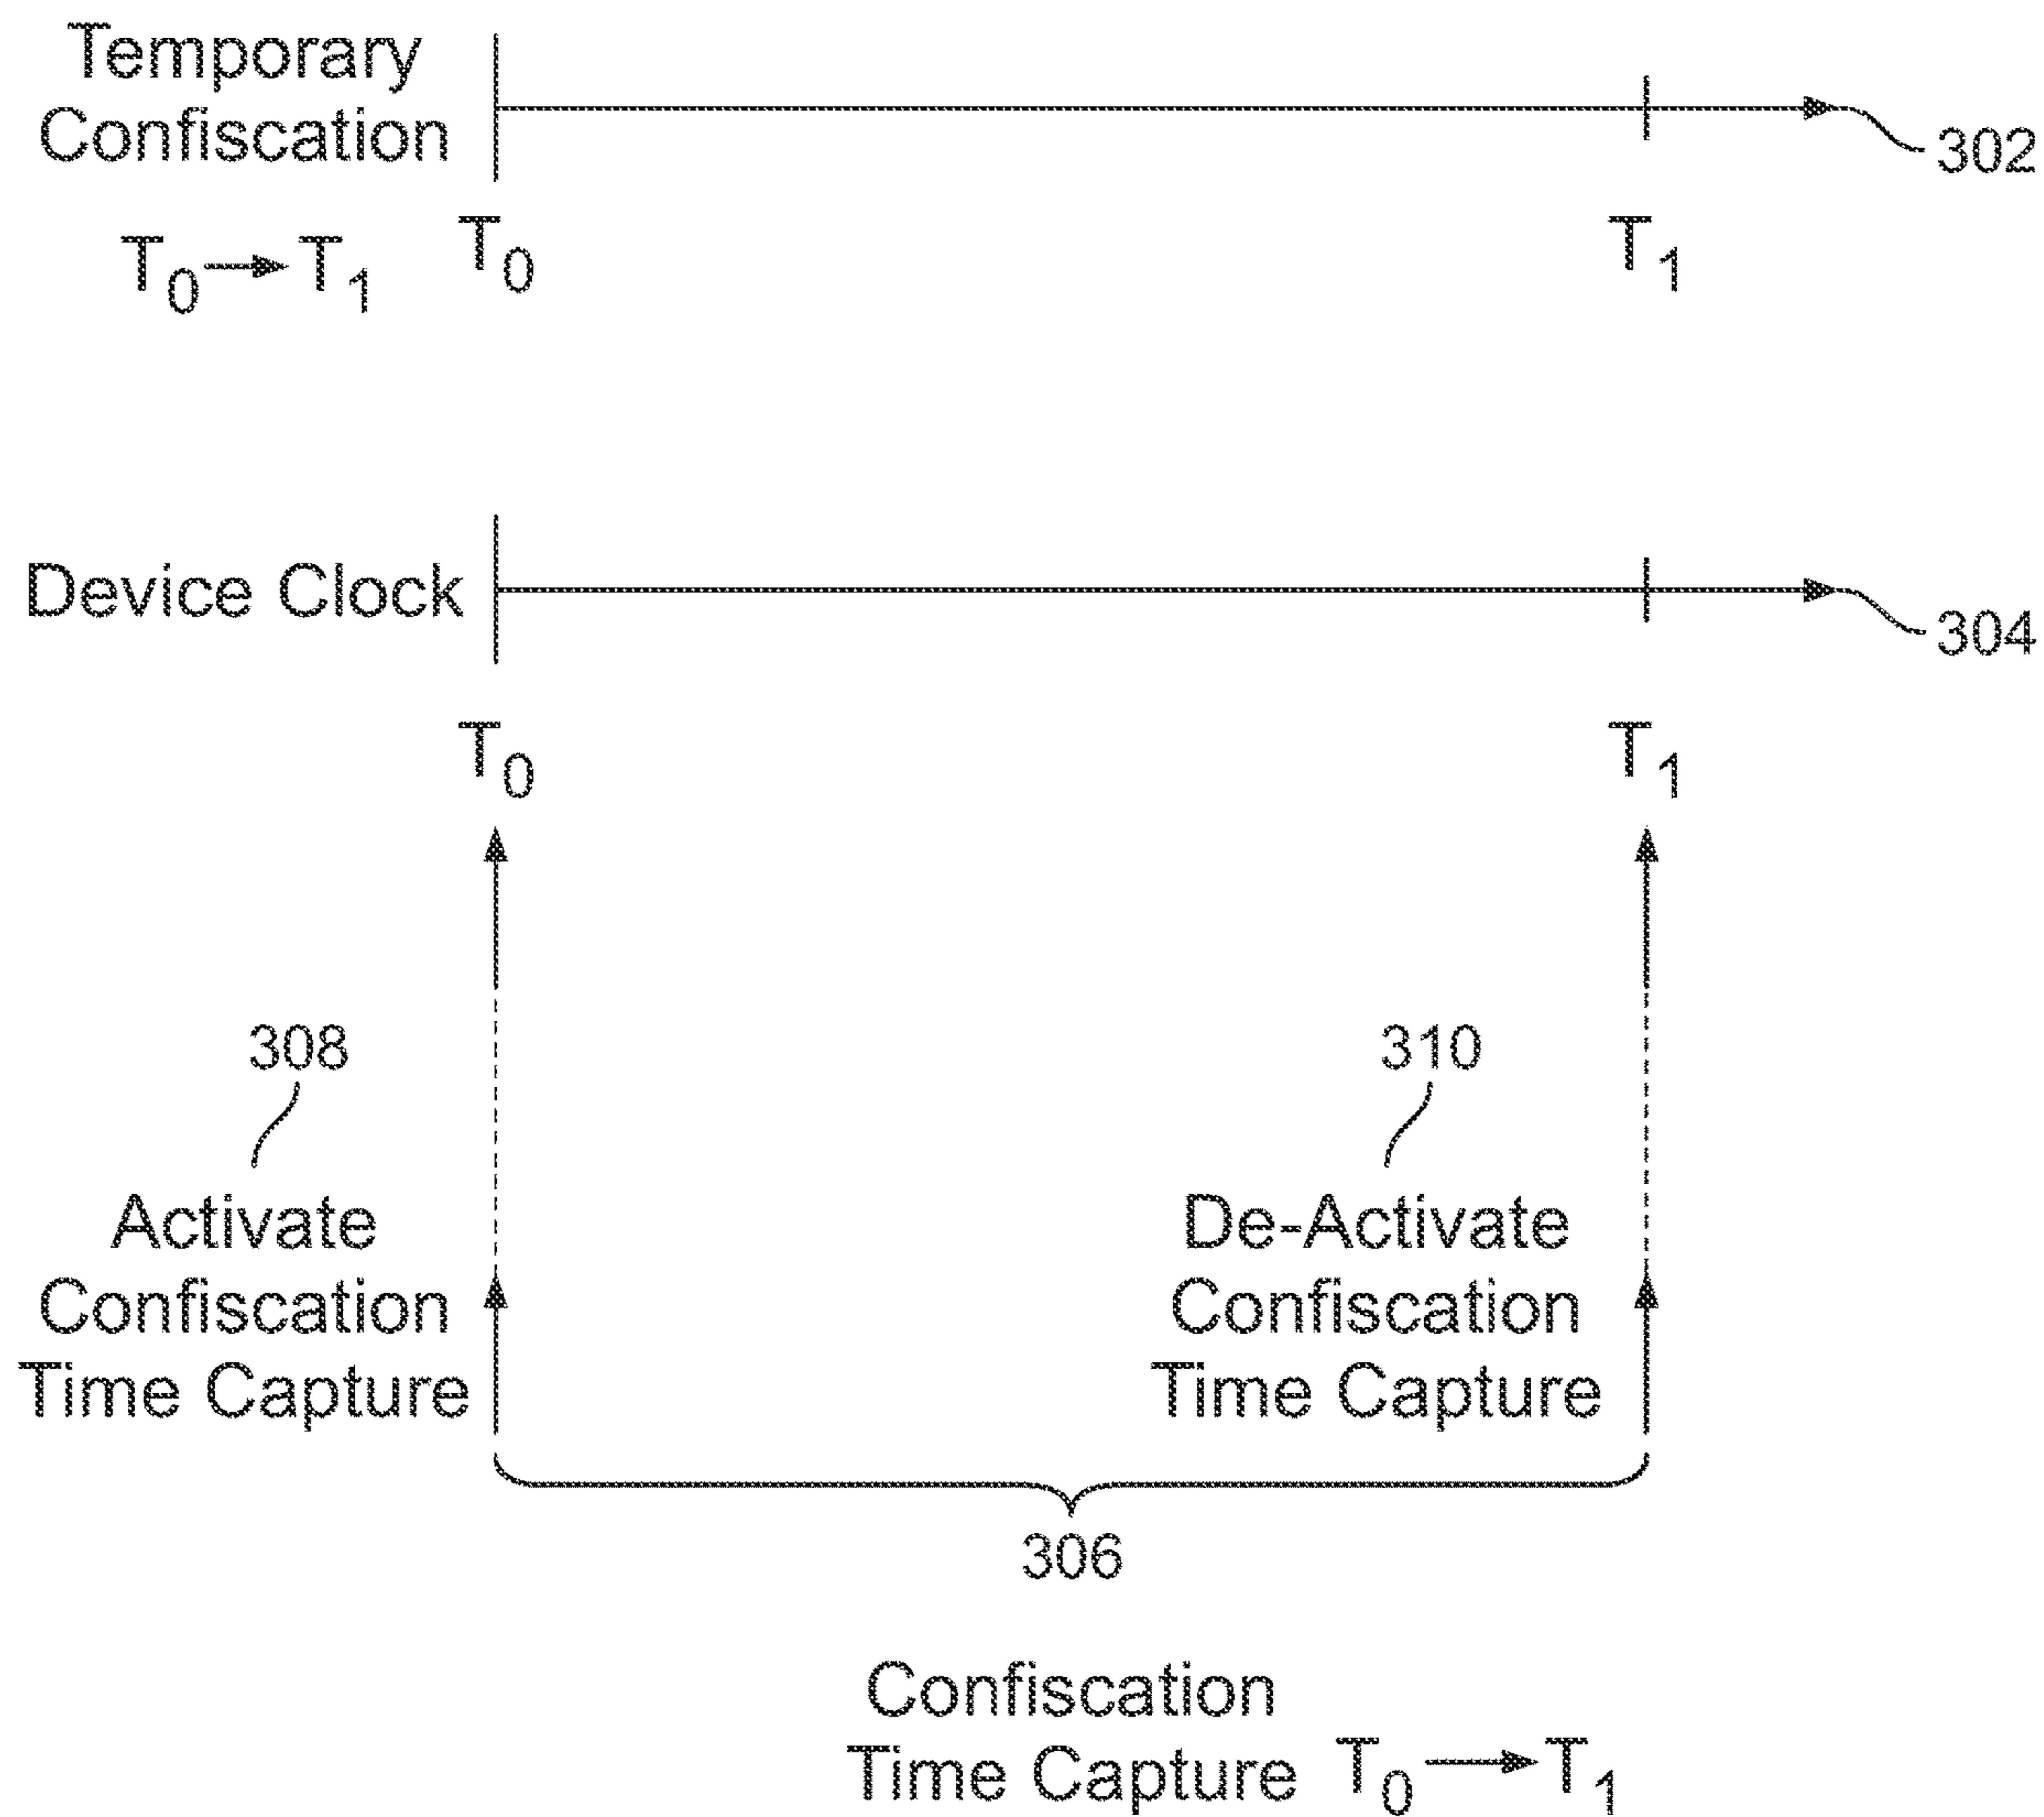 Temporary
Confiscation
302
T0→T1
T0
T1
Device Clock
304
T0
T1
308
310
Activate
Confiscation
Time Capture
De-Activate
Confiscation
Time Capture
306
Confiscation
Time Capture T0→T1